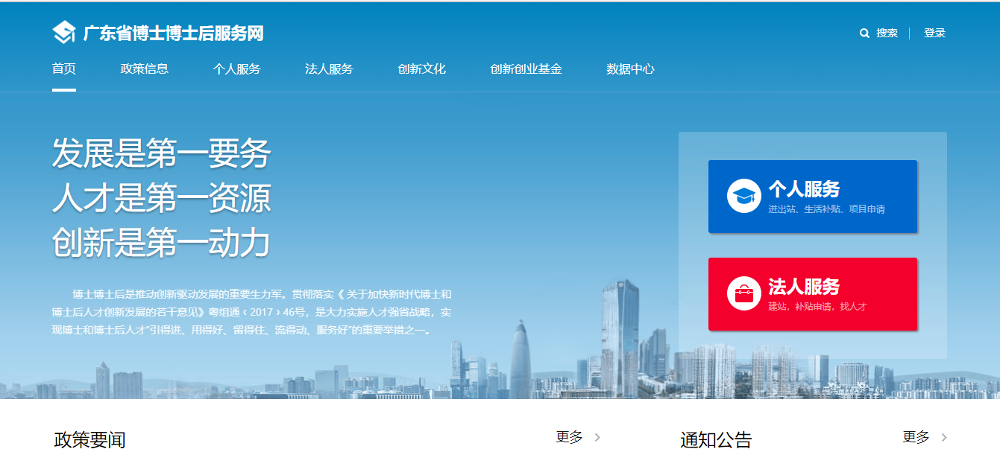 广东省博士博士后服务网
搜索
登录
首页 政策信息 个人服务 法人服务 创新文化 创新创业基金 数据中心
发展是第一要务
人才是第一资源
创新是第一动力
博士博士后是推动创新驱动发展的重要生力军。贯彻落实《 关于加快新时代博士和
博士后人才创新发展的若干意见》粤组通﹝2017﹞46号，是大力实施人才强省战略，实
现博士和博士后人才“引得进、用得好、留得住、流得动、服务好”的重要举措之一。
个人服务
进出站、生活补贴、项目申请
法人服务
建站，补贴申请，找人才
政策要闻
更多
通知公告
更多